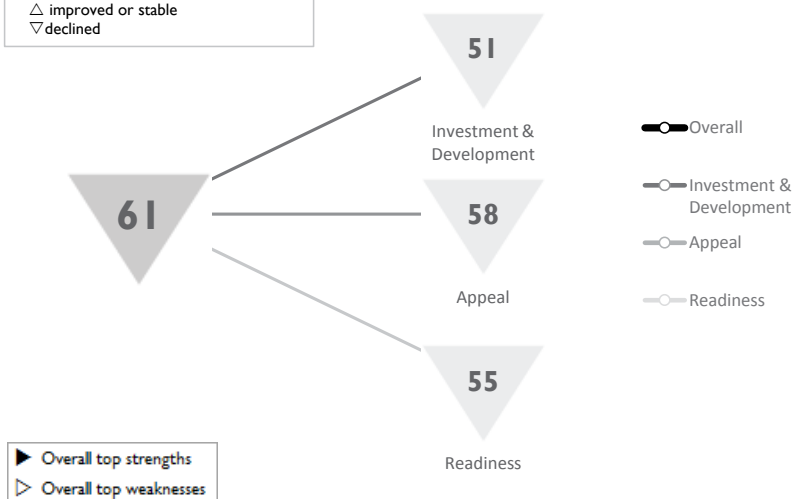 △ improved or stable
▽ declined
51
Investment &
Development
61
58
Appeal
55
Readiness
Overall
Investment &
Development
Appeal
Readiness
▶ Overall top strengths
▷ Overall top weaknesses